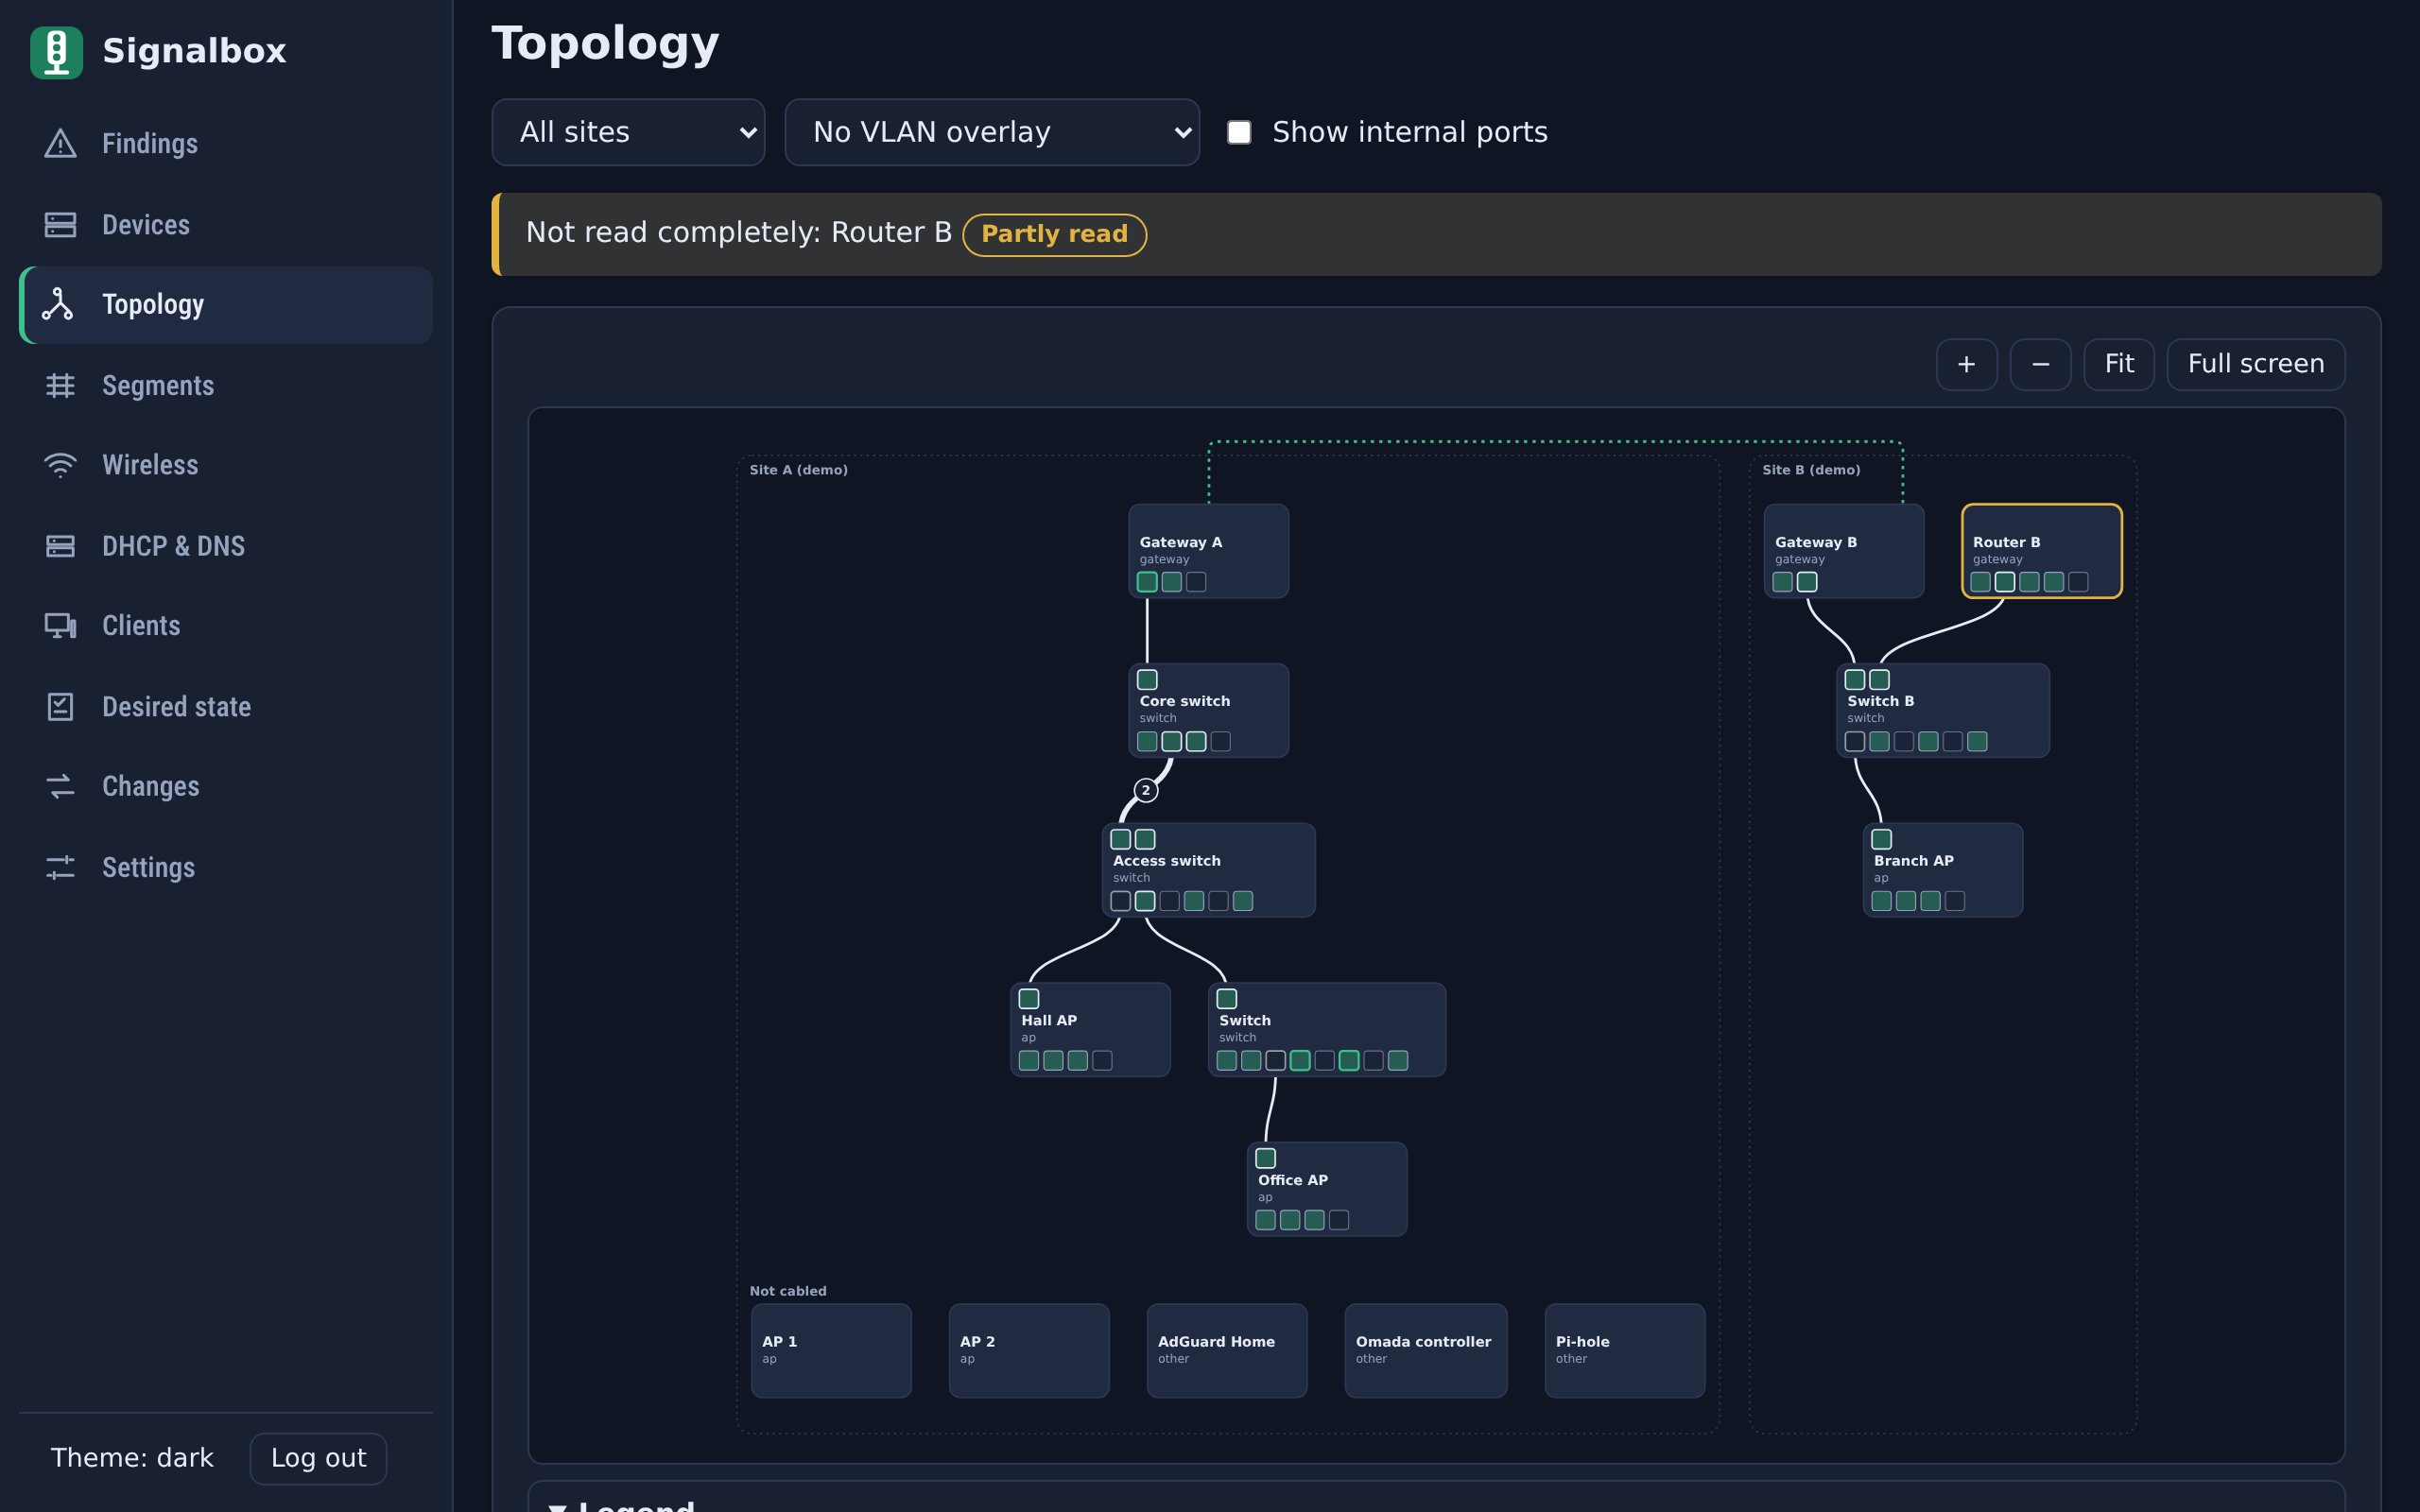 Signalbox
Findings
Devices
Topology
Segments
Wireless
DHCP & DNS
Clients
Desired state
Changes
Settings
Theme: dark
Log out
Topology
All sites
No VLAN overlay
Show internal ports
Not read completely: Router B Partly read
+
−
Fit
Full screen
Site A (demo)
Gateway A
gateway
Core switch
switch
2
Access switch
switch
Hall AP
ap
Switch
switch
Office AP
ap
Not cabled
AP 1
ap
AP 2
ap
AdGuard Home
other
Omada controller
other
Pi-hole
other
Site B (demo)
Gateway B
gateway
Router B
gateway
Switch B
switch
Branch AP
ap
Legend